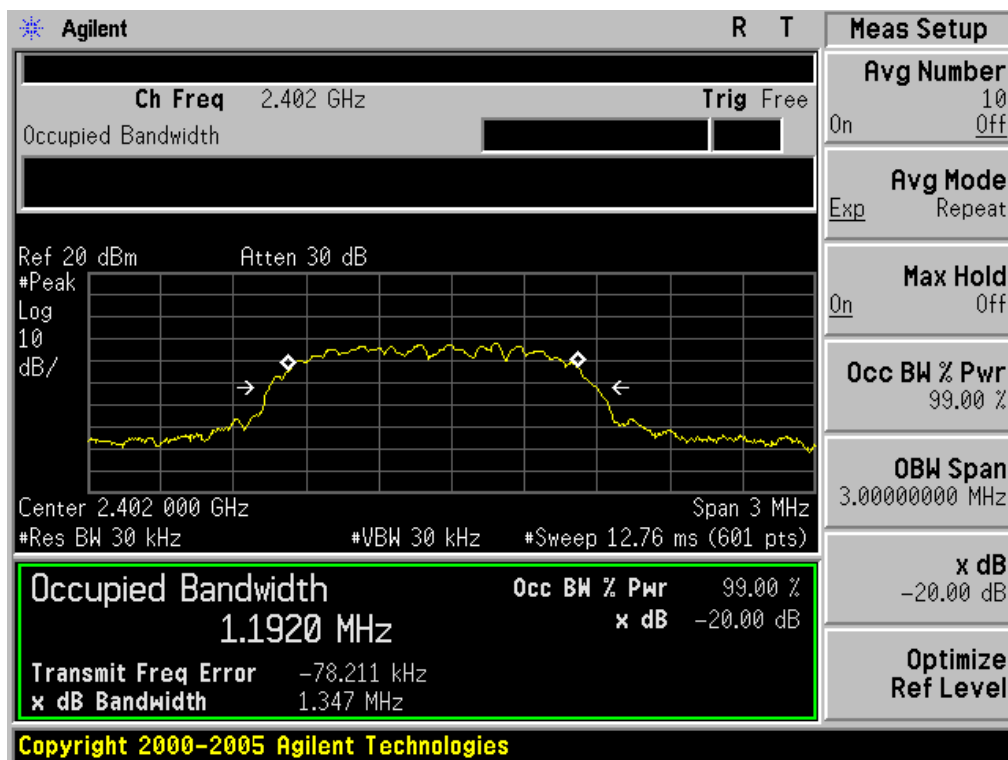 Agilent R T
Ch Freq 2.402 GHz Trig Free
Occupied Bandwidth
Ref 20 dBm Atten 30 dB
#Peak
Log
10
dB/
Center 2.402 000 GHz Span 3 MHz
#Res BW 30 kHz #VBW 30 kHz #Sweep 12.76 ms (601 pts)
Occupied Bandwidth Occ BW % Pwr 99.00 %
1.1920 MHz x dB -20.00 dB
Transmit Freq Error -78.211 kHz
x dB Bandwidth 1.347 MHz
Copyright 2000-2005 Agilent Technologies
Meas Setup
Avg Number
10
On Off
Avg Mode
Exp Repeat
Max Hold
On Off
Occ BW % Pwr
99.00 %
OBW Span
3.00000000 MHz
x dB
-20.00 dB
Optimize
Ref Level